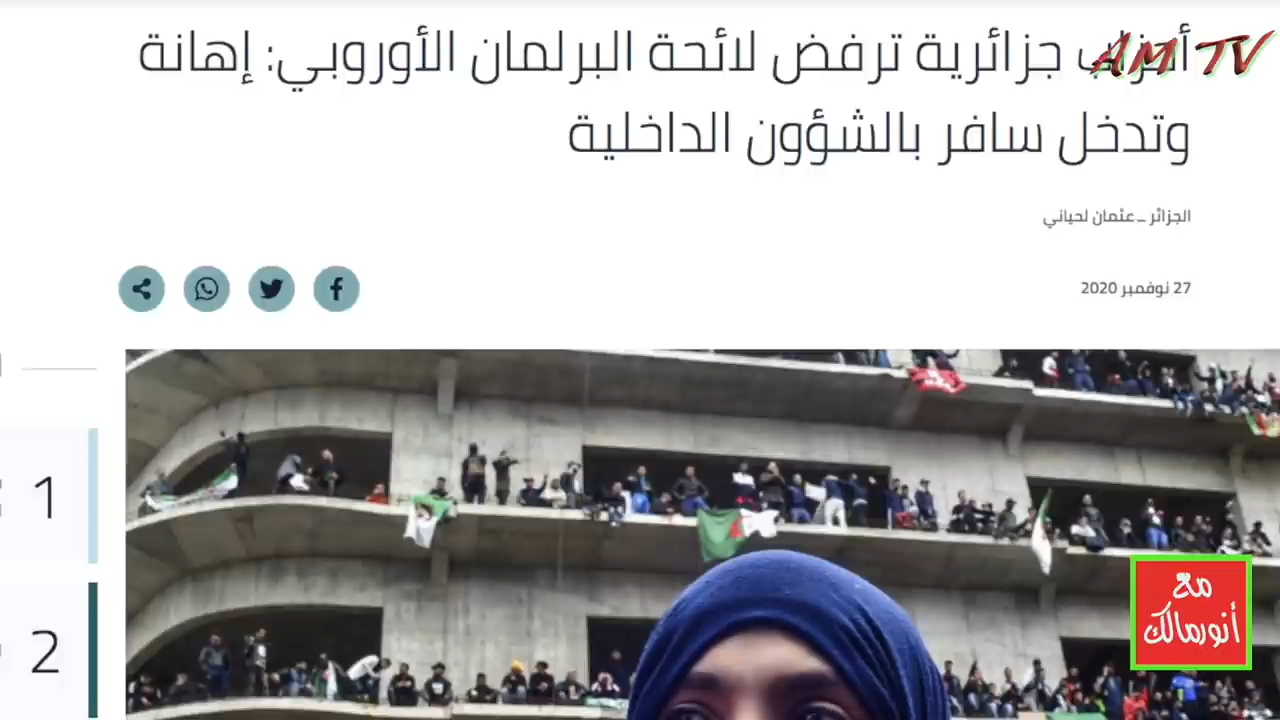 AM TV
جزائرية ترفض لائحة البرلمان الأوروبي: إهانة
وتدخل سافر بالشؤون الداخلية
الجزائر ــ عثمان لحياني
27 نوفمبر 2020
1
2
مع
أنورمالك